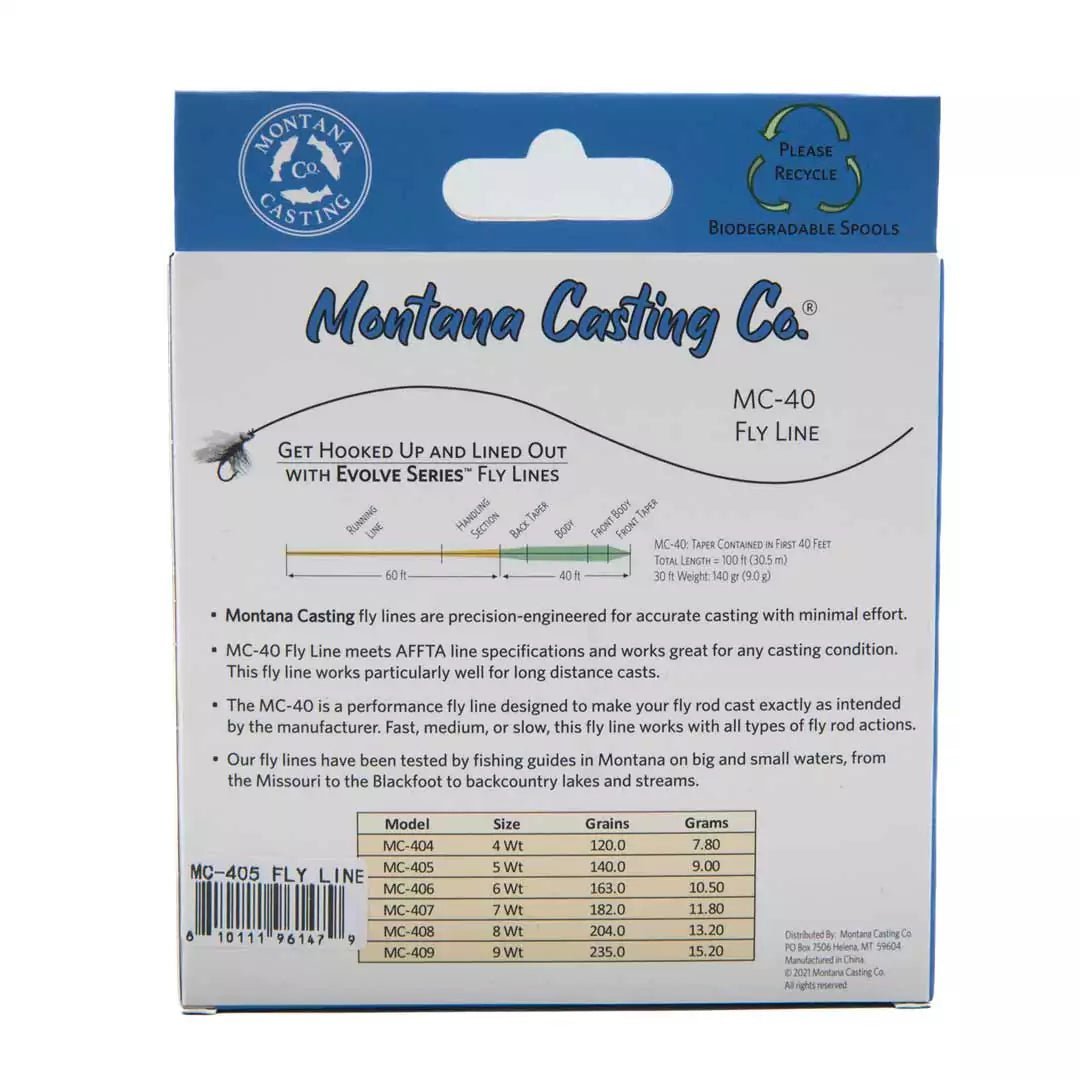 MONTANA
Co.
CASTING
PLEASE
RECYCLE
BIODEGRADABLE SPOOLS
Montana Casting Co.®
MC-40
FLY LINE
GET HOOKED UP AND LINED OUT
WITH EVOLVE SERIES™ FLY LINES
RUNNING
LINE
HANDLING
SECTION
BACK TAPER
BODY
FRONT BODY
FRONT TAPER
60 ft
40 ft
MC-40: TAPER CONTAINED IN FIRST 40 FEET
TOTAL LENGTH = 100 ft (30.5 m)
30 ft Weight: 140 gr (9.0 g)
• Montana Casting fly lines are precision-engineered for accurate casting with minimal effort.
• MC-40 Fly Line meets AFFTA line specifications and works great for any casting condition.
This fly line works particularly well for long distance casts.
• The MC-40 is a performance fly line designed to make your fly rod cast exactly as intended
by the manufacturer. Fast, medium, or slow, this fly line works with all types of fly rod actions.
• Our fly lines have been tested by fishing guides in Montana on big and small waters, from
the Missouri to the Blackfoot to backcountry lakes and streams.
Model Size Grains Grams
MC-404 4 Wt 120.0 7.80
MC-405 5 Wt 140.0 9.00
MC-406 6 Wt 163.0 10.50
MC-407 7 Wt 182.0 11.80
MC-408 8 Wt 204.0 13.20
MC-409 9 Wt 235.0 15.20
MC-405 FLY LINE
6 10111 96147 9
Distributed By: Montana Casting Co.
PO Box 7506 Helena, MT 59604
Manufactured in China
© 2021 Montana Casting Co.
All rights reserved